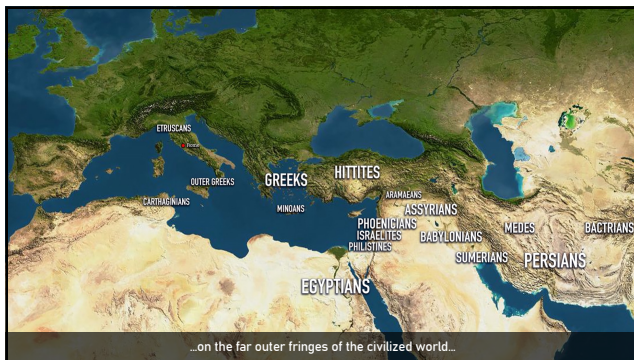 ETRUSCANS
Rome
OUTER GREEKS
GREEKS
HITTITES
CARTHAGINIANS
MINOANS
ARAMAEANS
ASSYRIANS
PHOENICIANS
ISRAELITES
PHILISTINES
BABYLONIANS
MEDES
BACTRIANS
SUMERIANS
PERSIANS
EGYPTIANS
...on the far outer fringes of the civilized world...